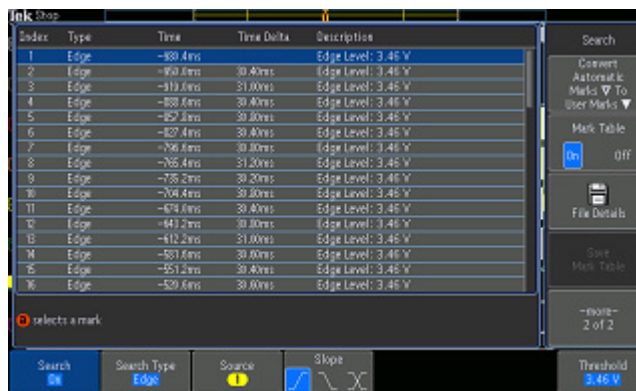 Tek Stop
Index Type Time Time Delta Description
1 Edge -980.4ms Edge Level: 3.46 V
2 Edge -950.0ms 30.40ms Edge Level: 3.46 V
3 Edge -919.0ms 31.00ms Edge Level: 3.46 V
4 Edge -888.6ms 30.40ms Edge Level: 3.46 V
5 Edge -857.8ms 30.80ms Edge Level: 3.46 V
6 Edge -827.4ms 30.40ms Edge Level: 3.46 V
7 Edge -796.6ms 30.80ms Edge Level: 3.46 V
8 Edge -765.4ms 31.20ms Edge Level: 3.46 V
9 Edge -735.2ms 30.20ms Edge Level: 3.46 V
10 Edge -704.4ms 30.80ms Edge Level: 3.46 V
11 Edge -674.0ms 30.40ms Edge Level: 3.46 V
12 Edge -643.2ms 30.80ms Edge Level: 3.46 V
13 Edge -612.2ms 31.00ms Edge Level: 3.46 V
14 Edge -581.6ms 30.60ms Edge Level: 3.46 V
15 Edge -551.2ms 30.40ms Edge Level: 3.46 V
16 Edge -520.6ms 30.60ms Edge Level: 3.46 V
a selects a mark
Search
Convert
Automatic
Marks ▽ To
User Marks ▼
Mark Table
On Off
File Details
Save
Mark Table
-more-
2 of 2
Search
On
Search Type
Edge
Source
1
Slope
Threshold
3.46 V